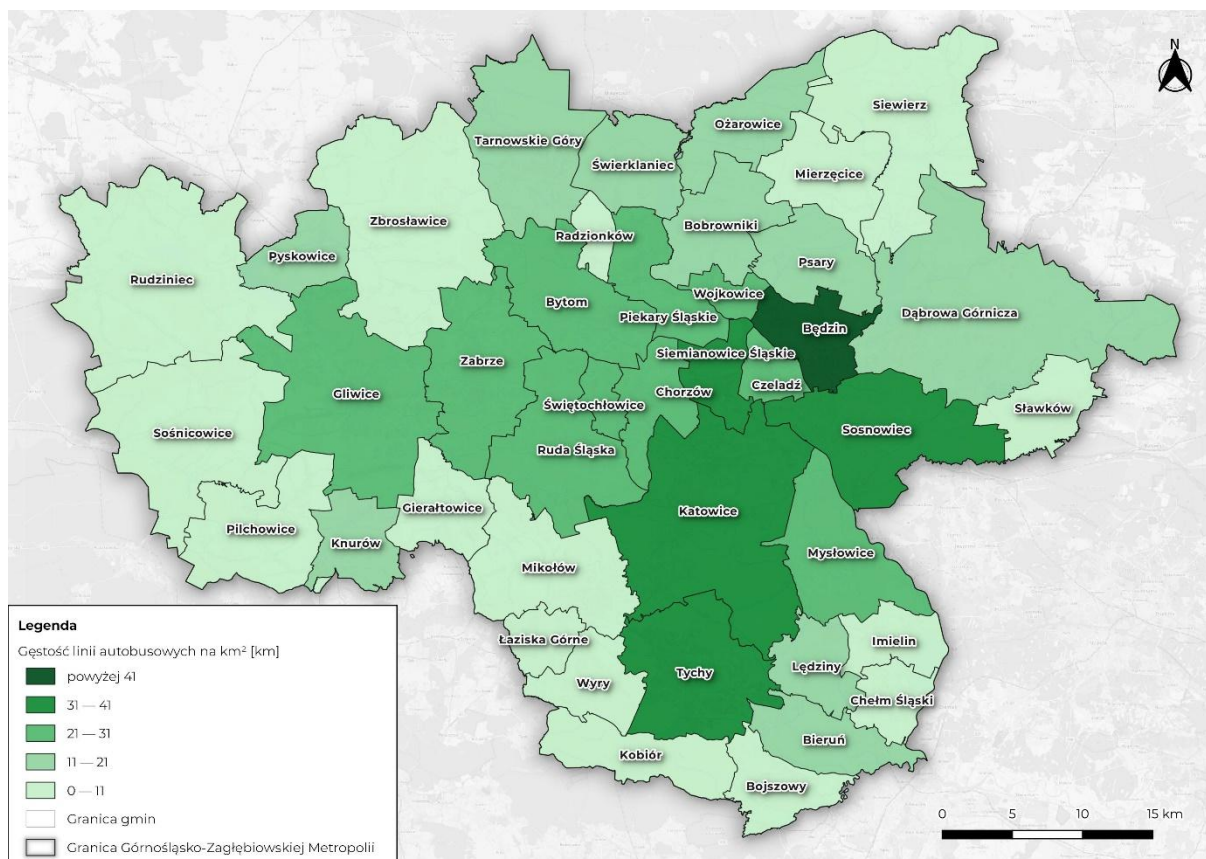 N
Siewierz
Ożarowice
Tarnowskie Góry
Świerklaniec
Mierzęcice
Zbrosławice
Bobrowniki
Radzionków
Pyskowice
Psary
Rudziniec
Wojkowice
Bytom
Dąbrowa Górnicza
Piekary Śląskie
Będzin
Siemianowice Śląskie
Zabrze
Czeladź
Gliwice
Chorzów
Świętochłowice
Sławków
Sosnowiec
Sośnicowice
Ruda Śląska
Gierałtowice
Katowice
Pilchowice
Knurów
Mysłowice
Mikołów
Łaziska Górne
Imielin
Lędziny
Tychy
Wyry
Chełm Śląski
Bieruń
Kobiór
Bojszowy
Legenda
Gęstość linii autobusowych na km² [km]
powyżej 41
31 — 41
21 — 31
11 — 21
0 — 11
Granica gmin
Granica Górnośląsko-Zagłębiowskiej Metropolii
0 5 10 15 km